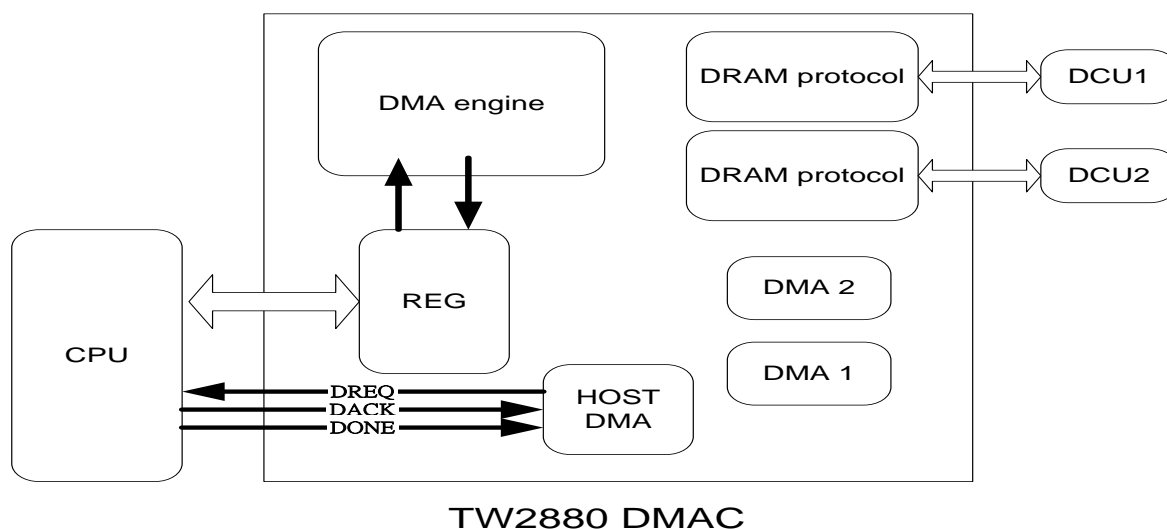 DMA engine
DRAM protocol
DCU1
DRAM protocol
DCU2
CPU
REG
DMA 2
DMA 1
DREQ
DACK
DONE
HOST
DMA
TW2880 DMAC